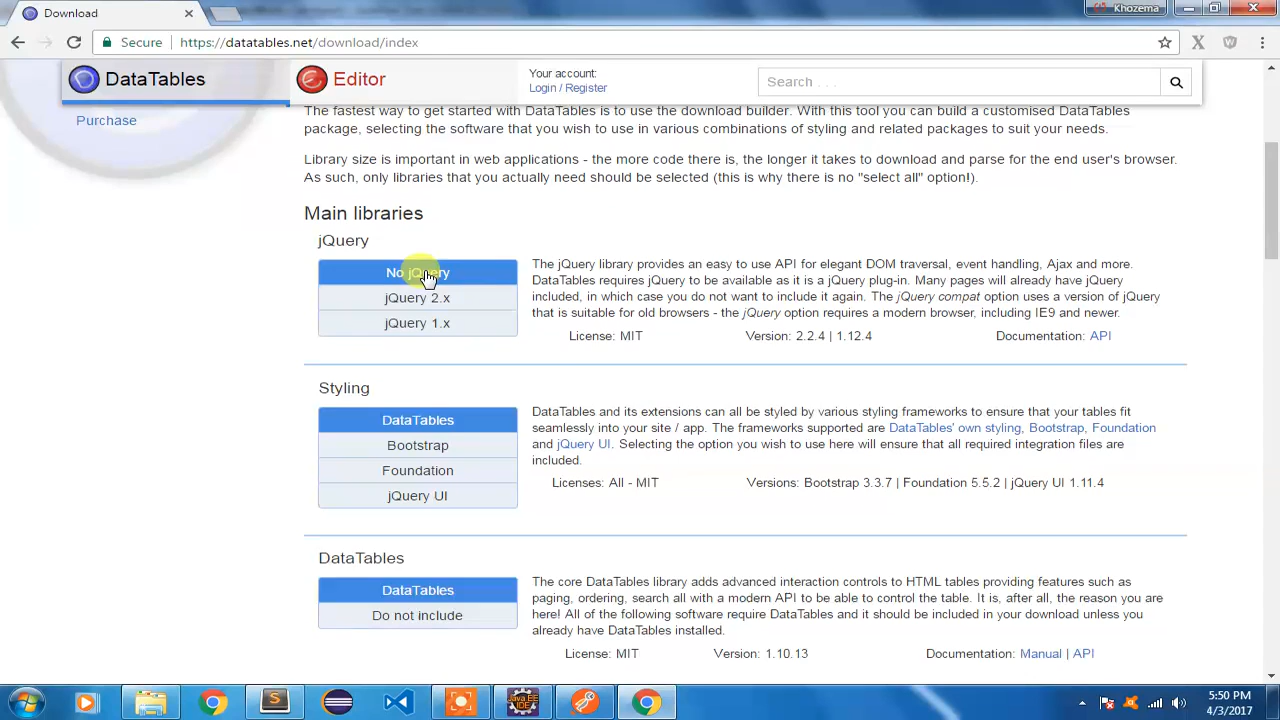 Download
Khozema
Secure
https://datatables.net/download/index
DataTables
Editor
Your account:
Login / Register
Search . . .
Purchase
The fastest way to get started with DataTables is to use the download builder. With this tool you can build a customised DataTables
package, selecting the software that you wish to use in various combinations of styling and related packages to suit your needs.
Library size is important in web applications - the more code there is, the longer it takes to download and parse for the end user's browser.
As such, only libraries that you actually need should be selected (this is why there is no "select all" option!).
Main libraries
jQuery
No jQuery
jQuery 2.x
jQuery 1.x
The jQuery library provides an easy to use API for elegant DOM traversal, event handling, Ajax and more.
DataTables requires jQuery to be available as it is a jQuery plug-in. Many pages will already have jQuery
included, in which case you do not want to include it again. The jQuery compat option uses a version of jQuery
that is suitable for old browsers - the jQuery option requires a modern browser, including IE9 and newer.
License: MIT Version: 2.2.4 | 1.12.4 Documentation: API
Styling
DataTables
Bootstrap
Foundation
jQuery UI
DataTables and its extensions can all be styled by various styling frameworks to ensure that your tables fit
seamlessly into your site / app. The frameworks supported are DataTables' own styling, Bootstrap, Foundation
and jQuery UI. Selecting the option you wish to use here will ensure that all required integration files are
included.
Licenses: All - MIT Versions: Bootstrap 3.3.7 | Foundation 5.5.2 | jQuery UI 1.11.4
DataTables
DataTables
Do not include
The core DataTables library adds advanced interaction controls to HTML tables providing features such as
paging, ordering, search all with a modern API to be able to control the table. It is, after all, the reason you are
here! All of the following software require DataTables and it should be included in your download unless you
already have DataTables installed.
License: MIT Version: 1.10.13 Documentation: Manual | API
Java EE
IDE
5:50 PM
4/3/2017